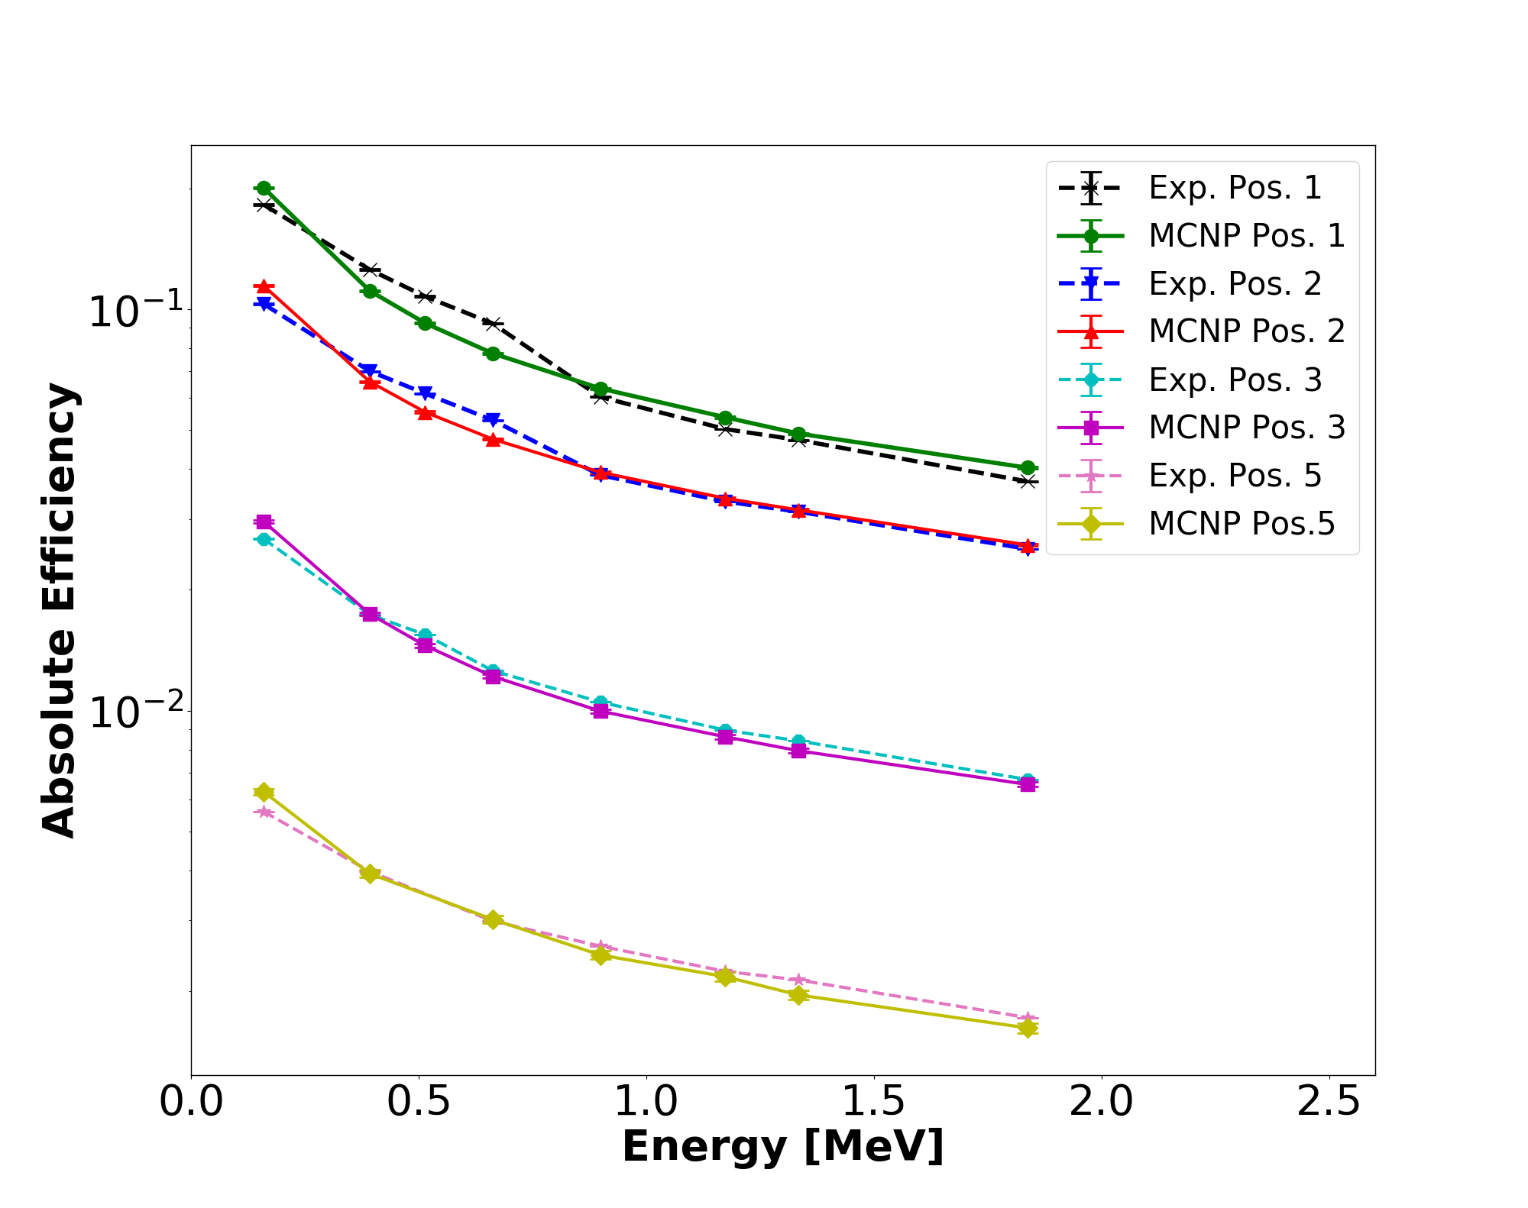 Exp. Pos. 1
MCNP Pos. 1
Exp. Pos. 2
MCNP Pos. 2
Exp. Pos. 3
MCNP Pos. 3
Exp. Pos. 5
MCNP Pos.5
10⁻¹
10⁻²
Absolute Efficiency
0.0 0.5 1.0 1.5 2.0 2.5
Energy [MeV]